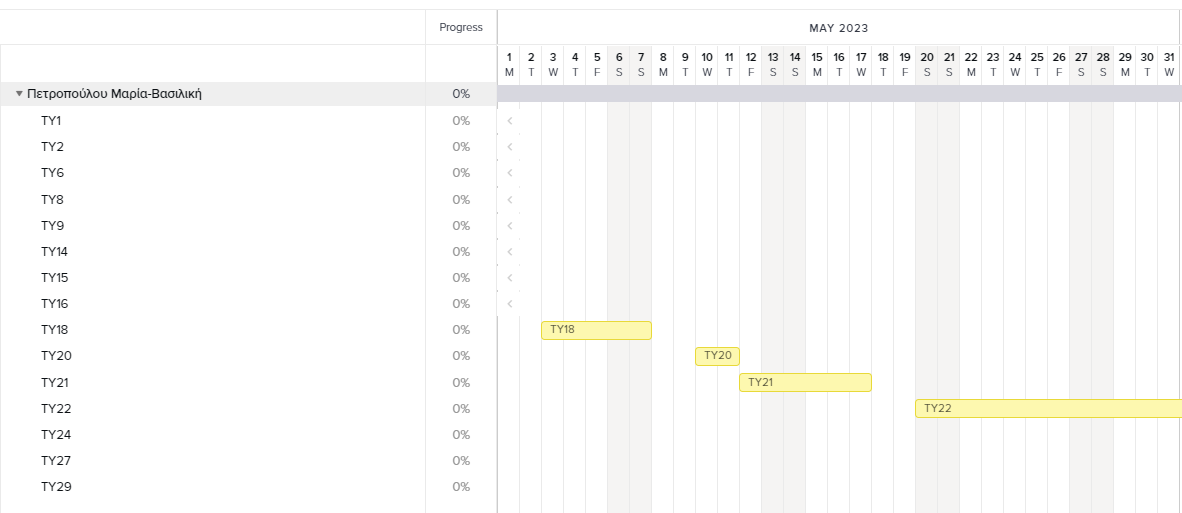 Progress
MAY 2023
1 2 3 4 5 6 7 8 9 10 11 12 13 14 15 16 17 18 19 20 21 22 23 24 25 26 27 28 29 30 31
M T W T F S S M T W T F S S M T W T F S S M T W T F S S M T W
Πετροπούλου Μαρία-Βασιλική 0%
TY1 0%
TY2 0%
TY6 0%
TY8 0%
TY9 0%
TY14 0%
TY15 0%
TY16 0%
TY18 0% TY18
TY20 0% TY20
TY21 0% TY21
TY22 0% TY22
TY24 0%
TY27 0%
TY29 0%